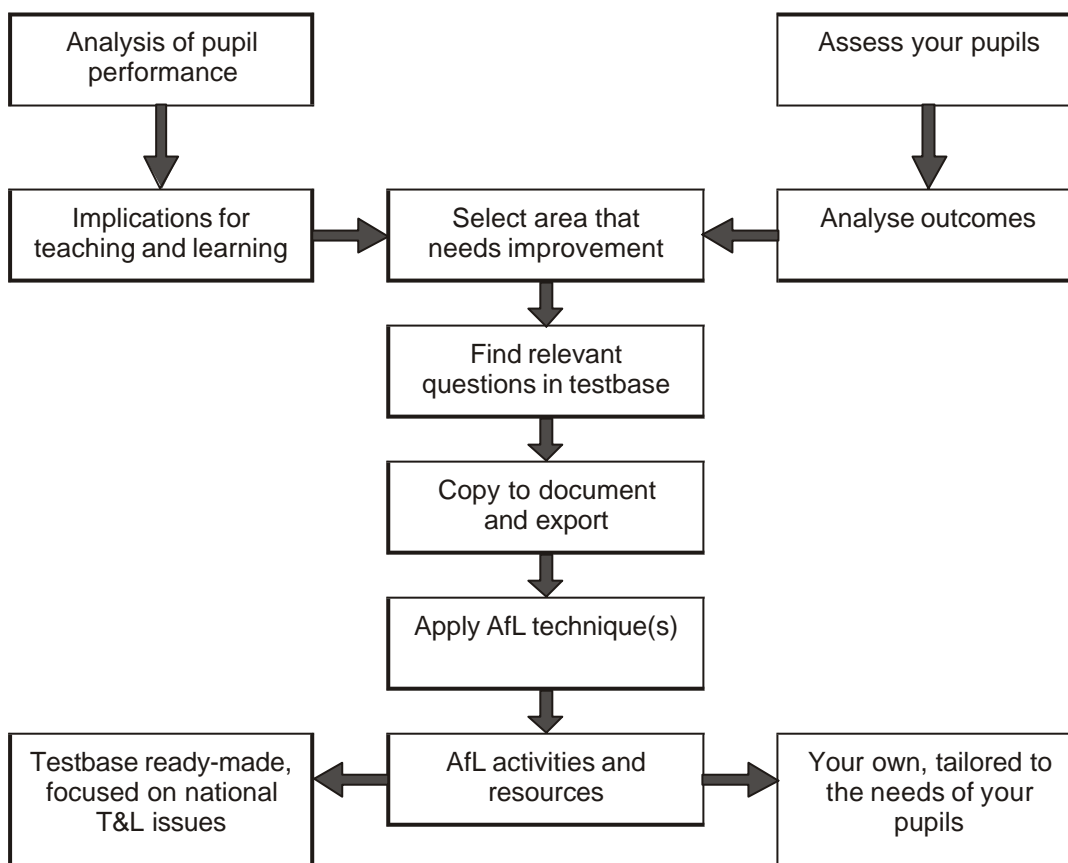 Analysis of pupil
performance
Assess your pupils
Implications for
teaching and learning
Select area that
needs improvement
Analyse outcomes
Find relevant
questions in testbase
Copy to document
and export
Apply AfL technique(s)
Testbase ready-made,
focused on national
T&L issues
AfL activities and
resources
Your own, tailored to
the needs of your
pupils